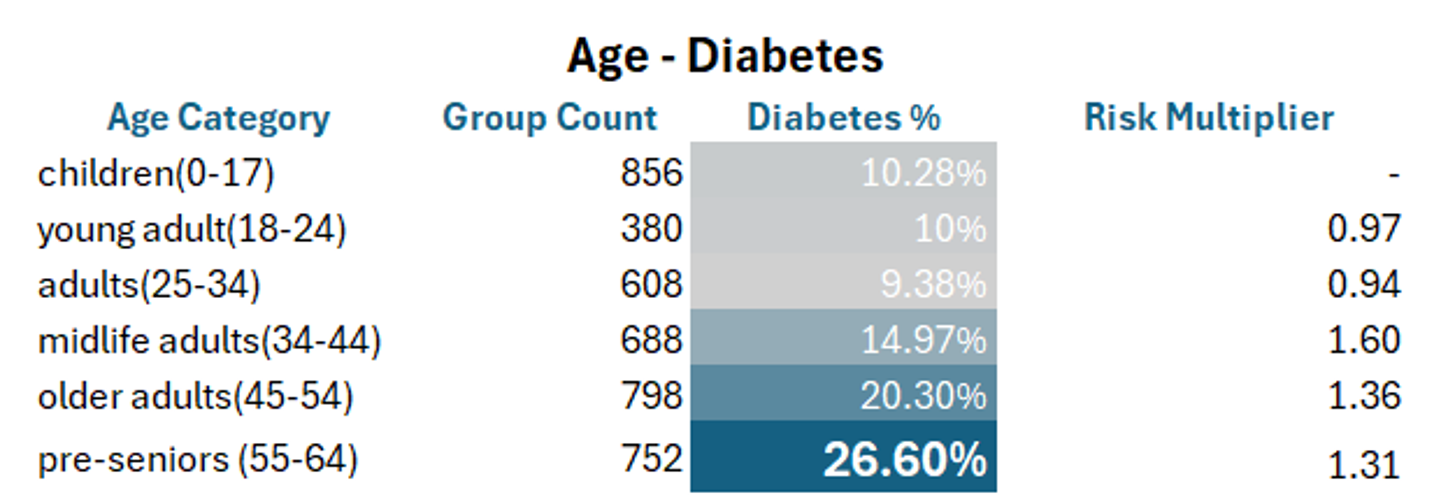 Age - Diabetes
Age Category Group Count Diabetes % Risk Multiplier
children(0-17) 856 10.28% -
young adult(18-24) 380 10% 0.97
adults(25-34) 608 9.38% 0.94
midlife adults(34-44) 688 14.97% 1.60
older adults(45-54) 798 20.30% 1.36
pre-seniors (55-64) 752 26.60% 1.31